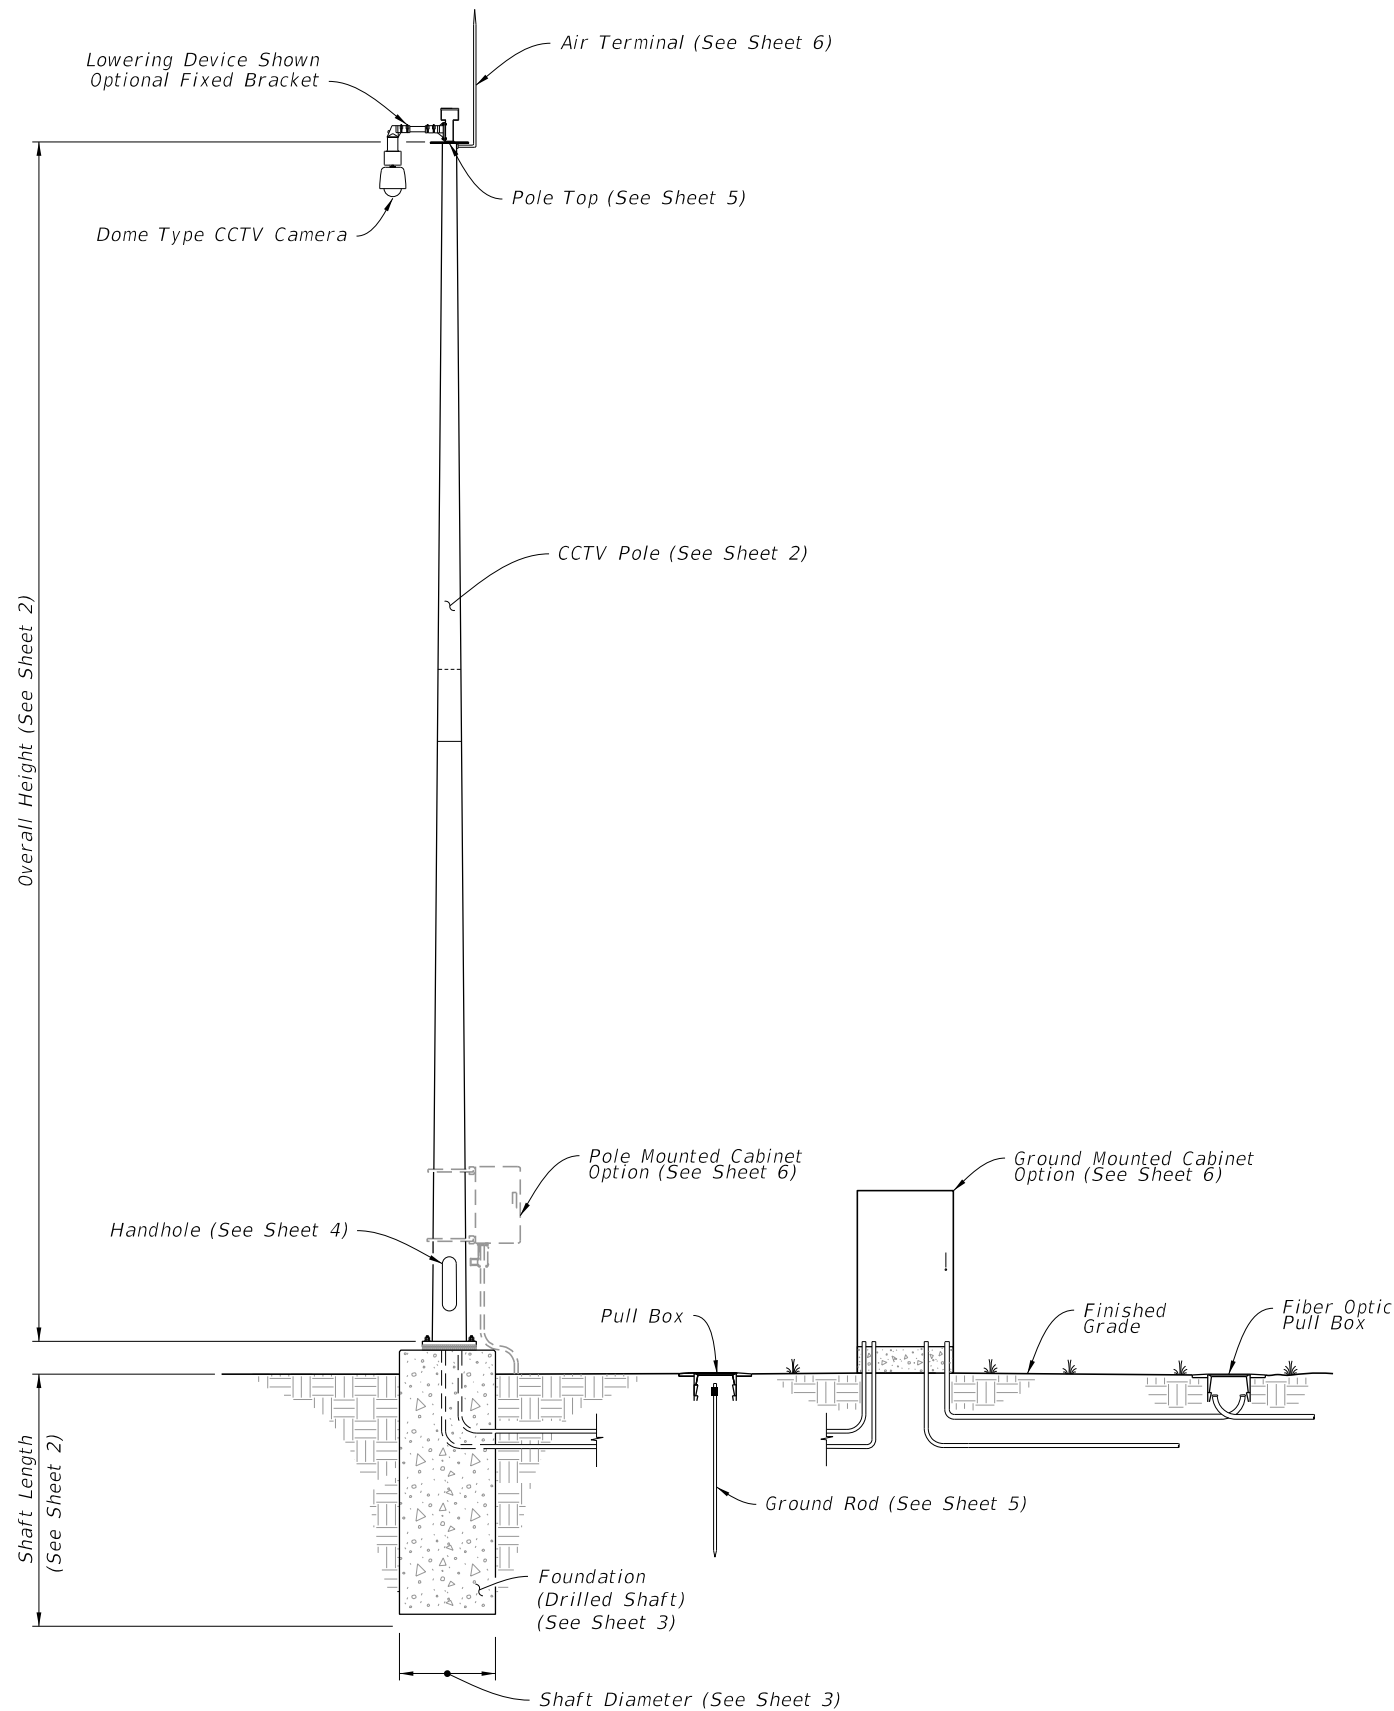 Air Terminal (See Sheet 6)
Lowering Device Shown
Optional Fixed Bracket
Pole Top (See Sheet 5)
Dome Type CCTV Camera
CCTV Pole (See Sheet 2)
Overall Height (See Sheet 2)
Pole Mounted Cabinet
Option (See Sheet 6)
Ground Mounted Cabinet
Option (See Sheet 6)
Handhole (See Sheet 4)
Pull Box
Finished
Grade
Fiber Optic
Pull Box
Shaft Length
(See Sheet 2)
Ground Rod (See Sheet 5)
Foundation
(Drilled Shaft)
(See Sheet 3)
Shaft Diameter (See Sheet 3)